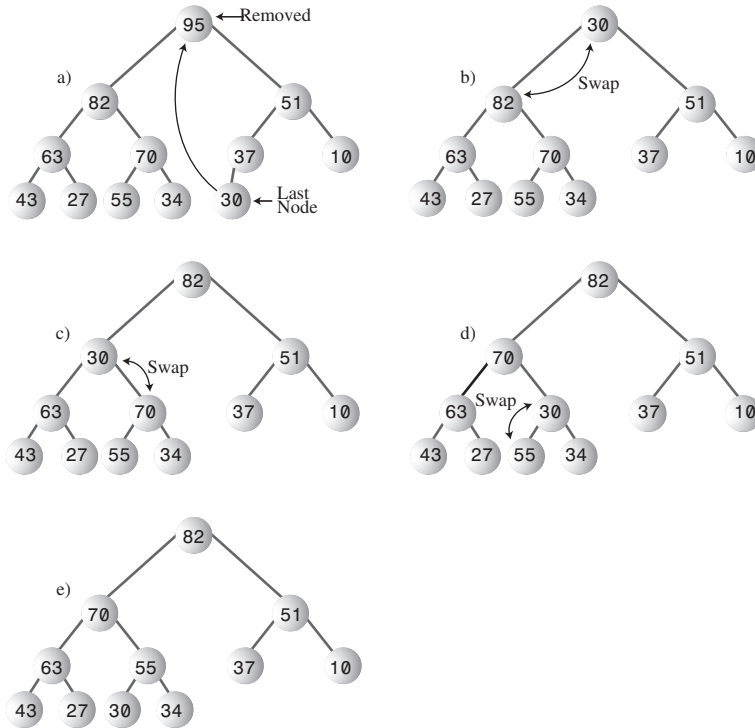 95 Removed
a)
82 51
63 70 37 10
43 27 55 34 30 Last
Node
30
b)
Swap
82 51
63 70 37 10
43 27 55 34
82
c)
30 51
Swap
63 70 37 10
43 27 55 34
82
d)
70 51
Swap
63 30 37 10
43 27 55 34
82
e)
70 51
63 55 37 10
43 27 30 34